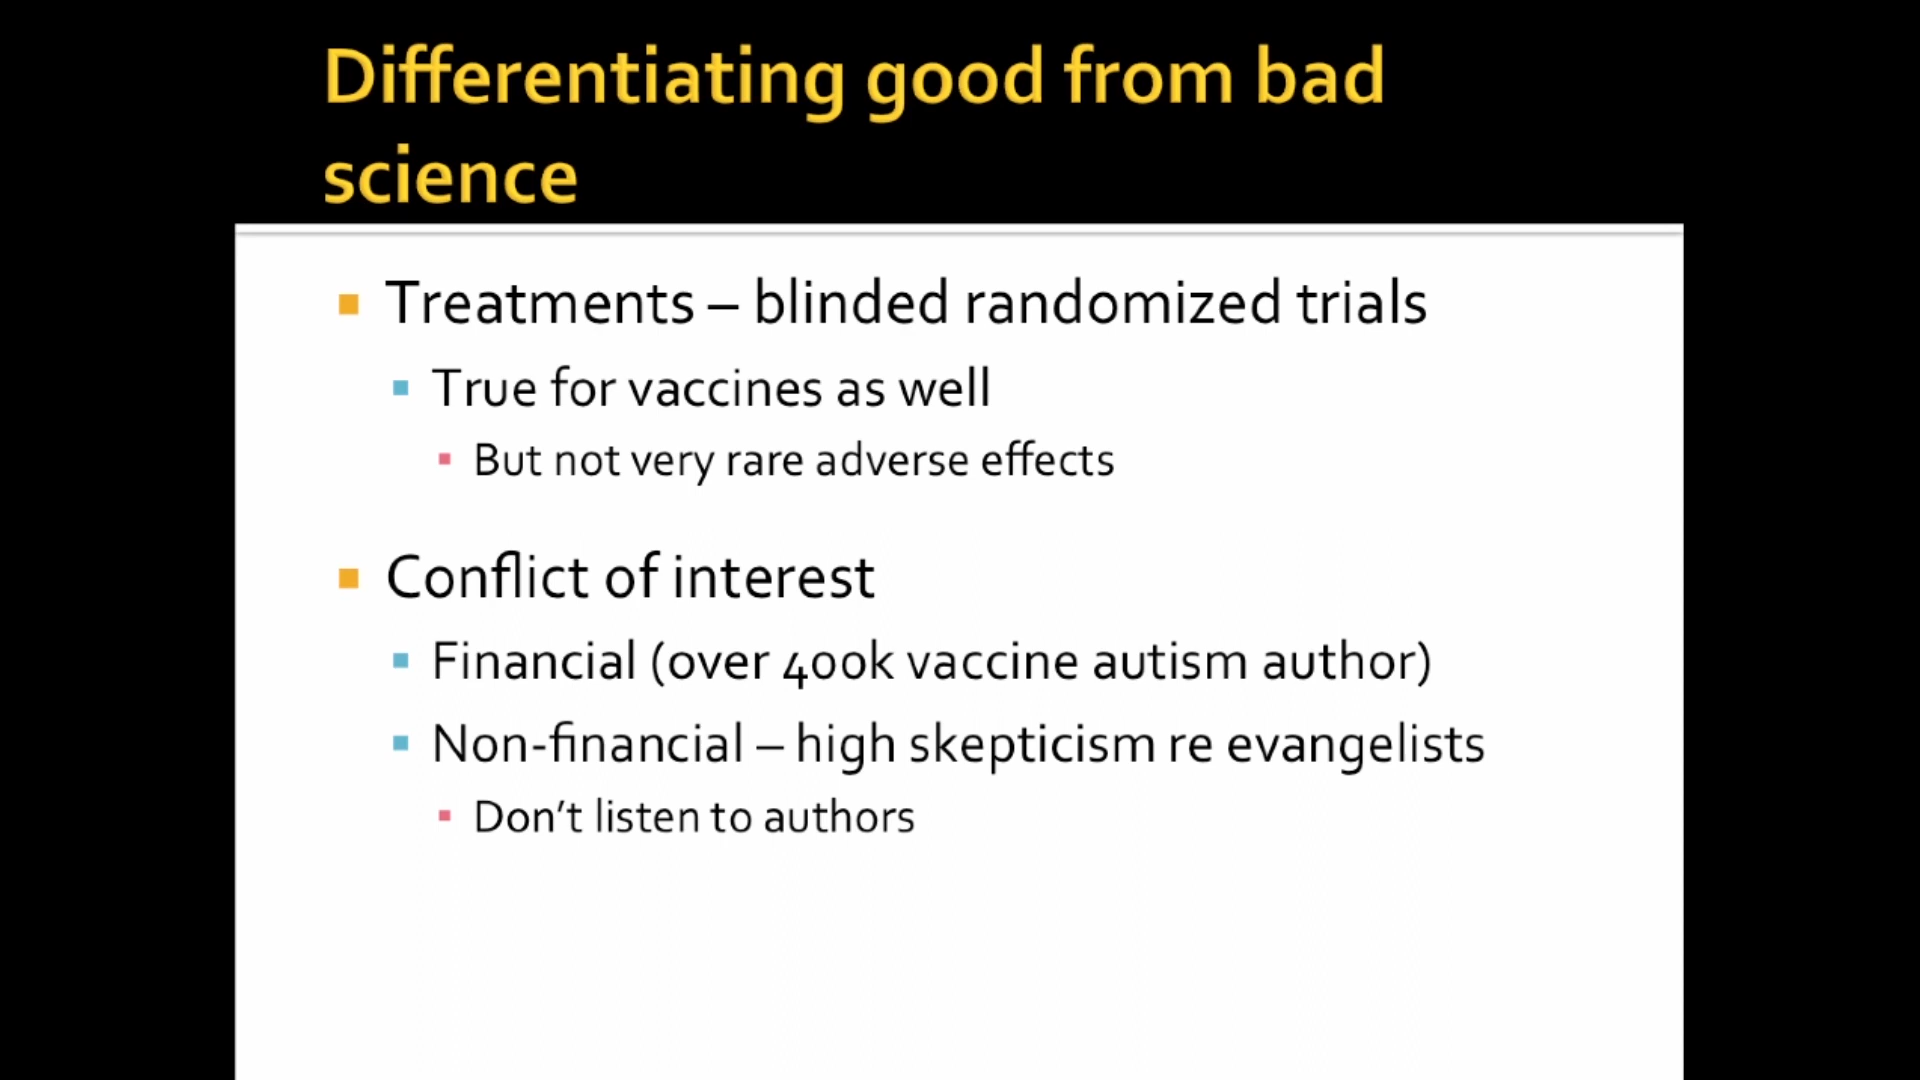 Differentiating good from bad
science
Treatments – blinded randomized trials
True for vaccines as well
But not very rare adverse effects
Conflict of interest
Financial (over 400k vaccine autism author)
Non-financial – high skepticism re evangelists
Don’t listen to authors